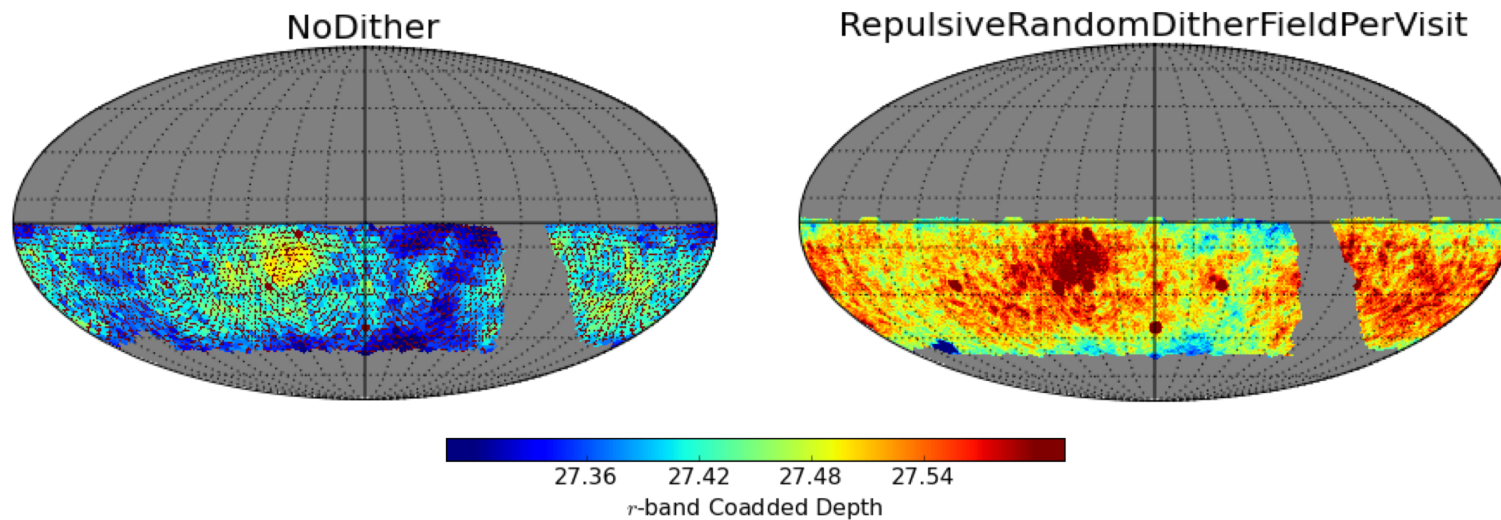 NoDither
RepulsiveRandomDitherFieldPerVisit
27.36 27.42 27.48 27.54
r-band Coadded Depth